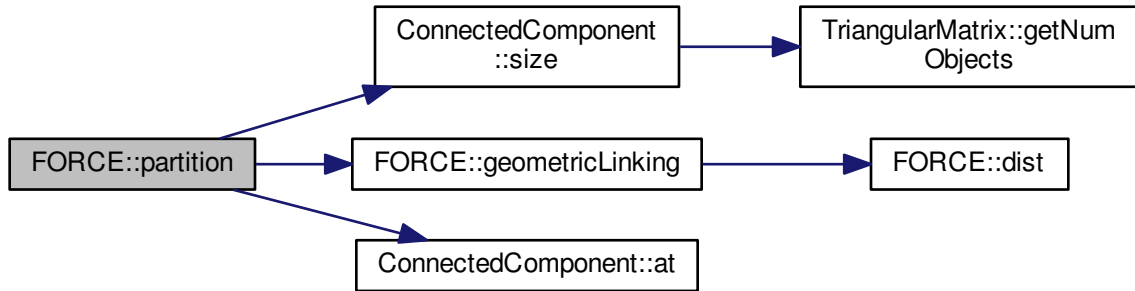 ConnectedComponent
::size
TriangularMatrix::getNum
Objects
FORCE::partition
FORCE::geometricLinking
FORCE::dist
ConnectedComponent::at